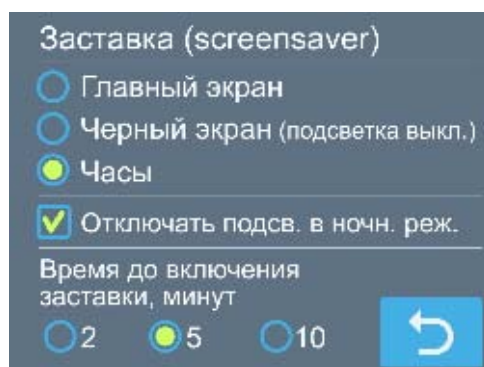 Заставка (screensaver)
Главный экран
Черный экран (подсветка выкл.)
Часы
Отключать подсв. в ночн. реж.
Время до включения
заставки, минут
2 5 10